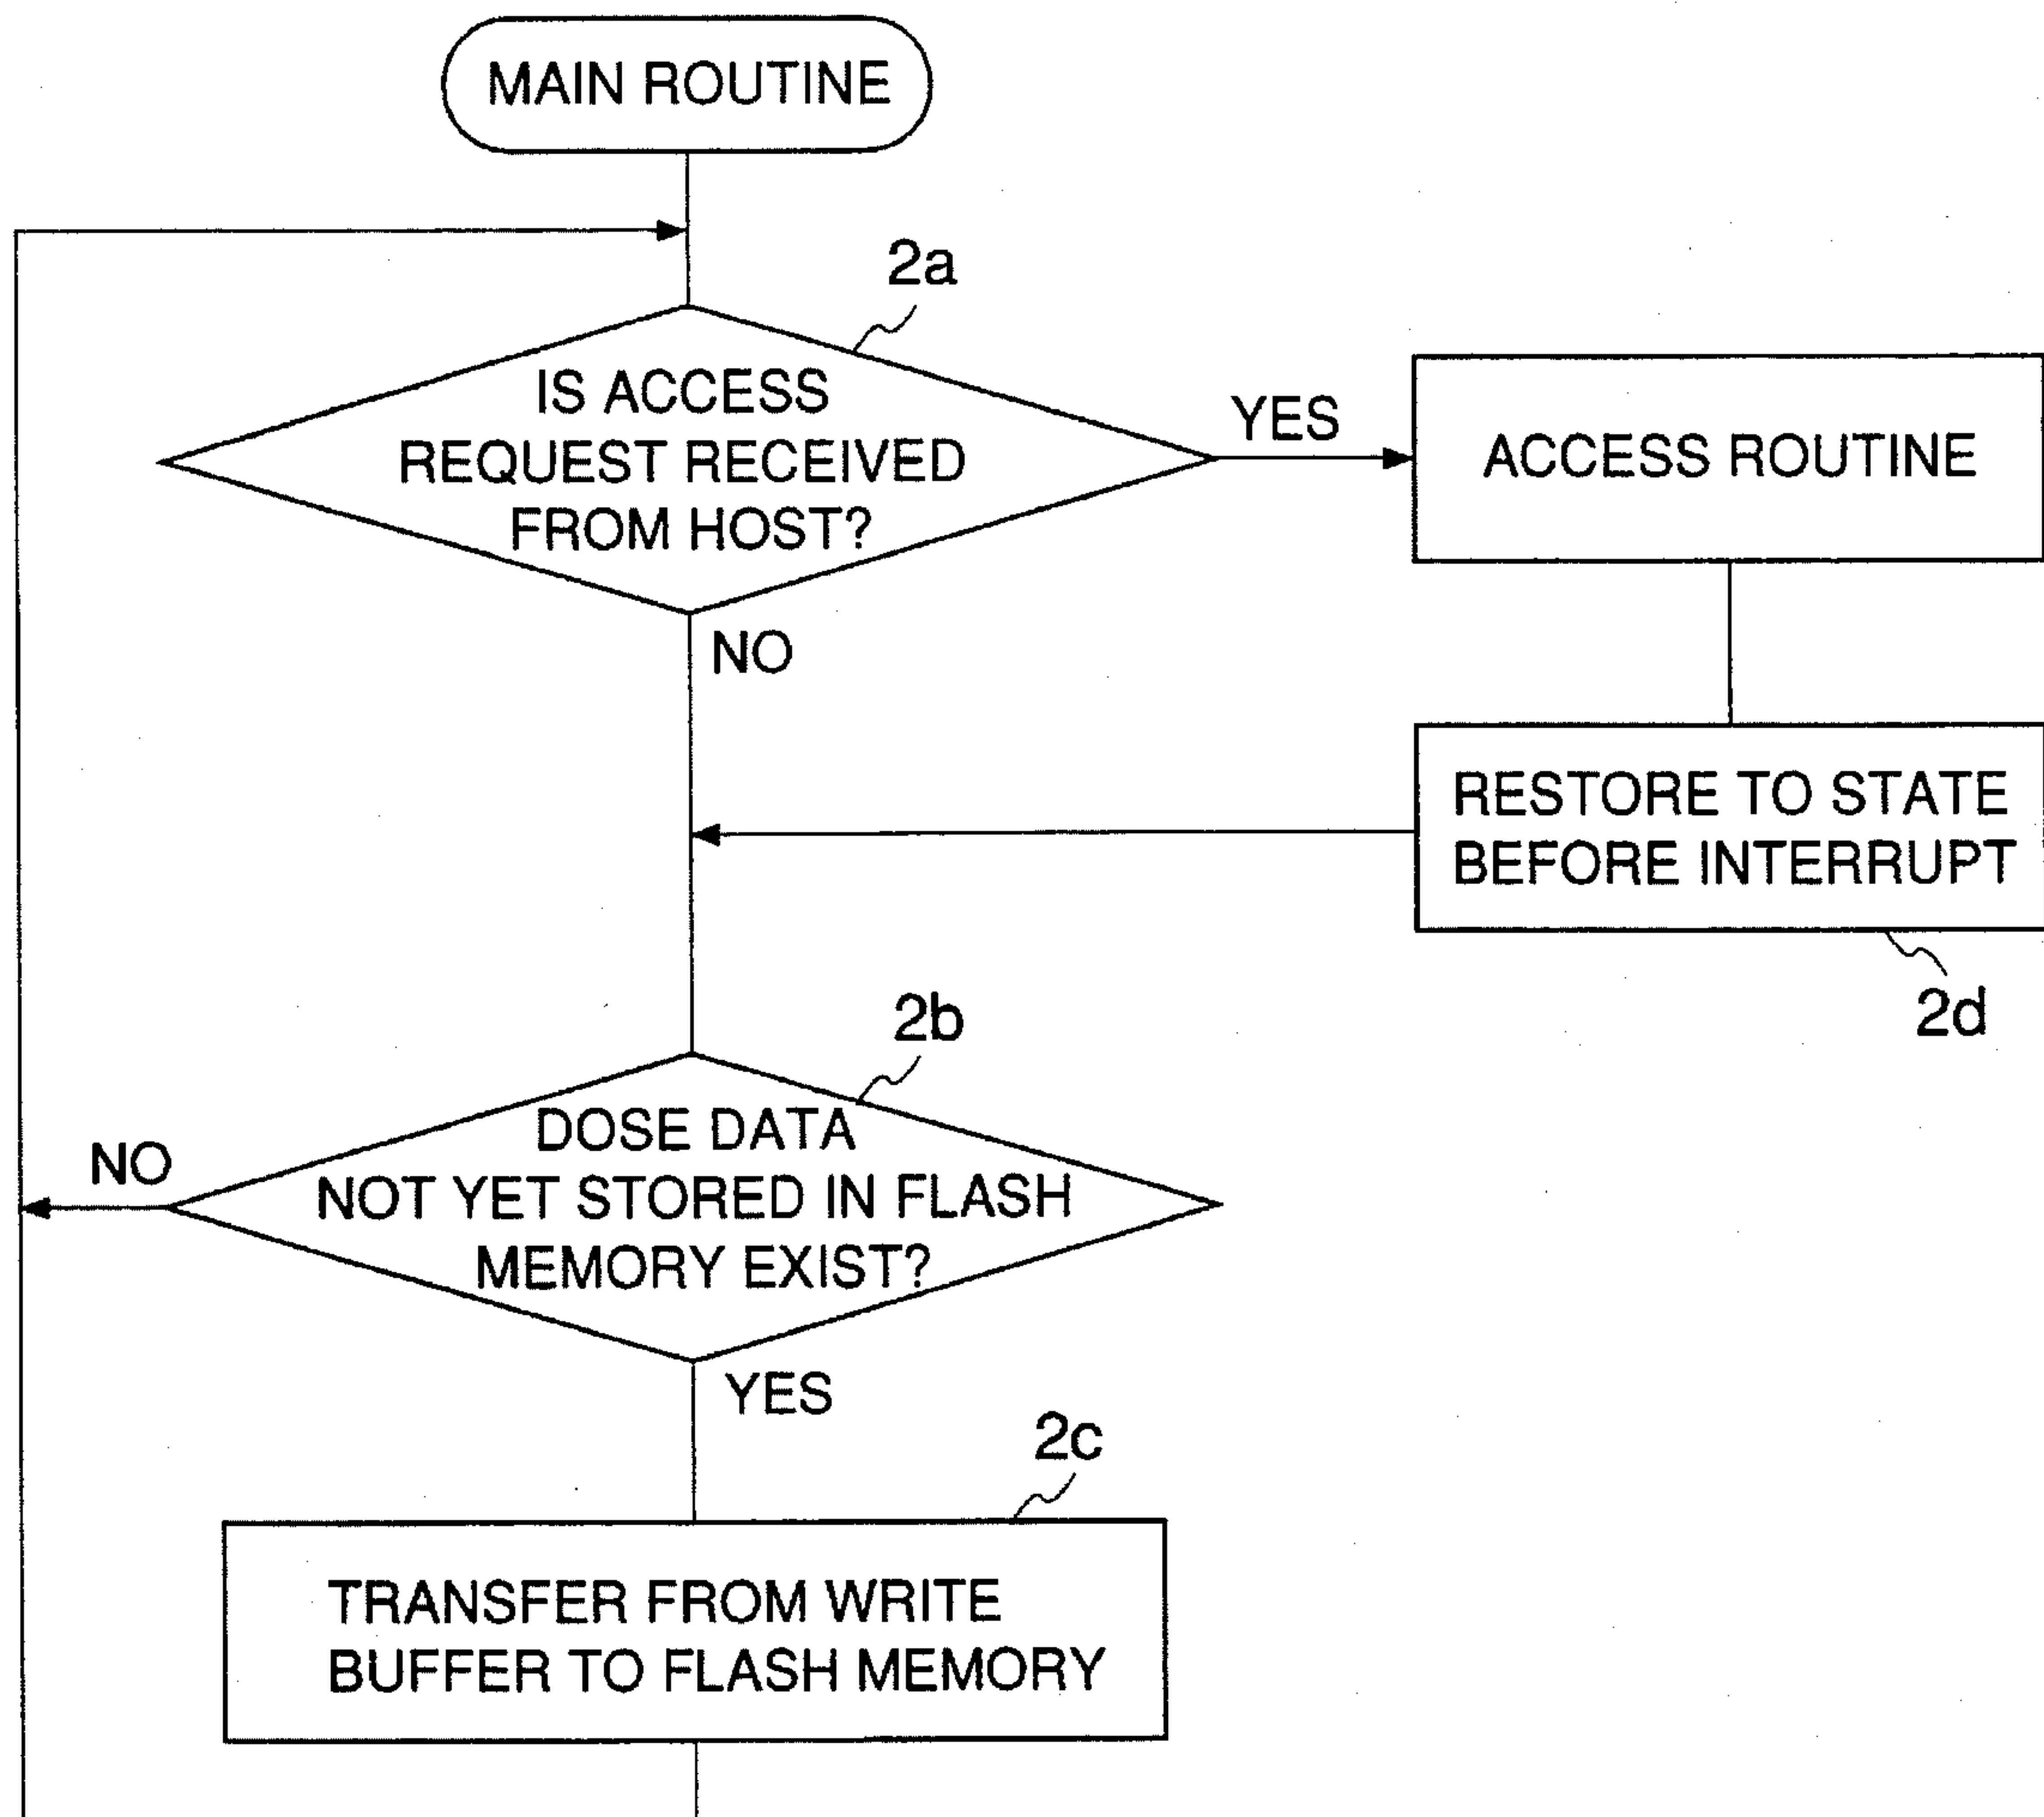 MAIN ROUTINE
2a
IS ACCESS
REQUEST RECEIVED
FROM HOST?
YES
ACCESS ROUTINE
NO
RESTORE TO STATE
BEFORE INTERRUPT
2d
2b
DOSE DATA
NOT YET STORED IN FLASH
MEMORY EXIST?
NO
YES
2c
TRANSFER FROM WRITE
BUFFER TO FLASH MEMORY